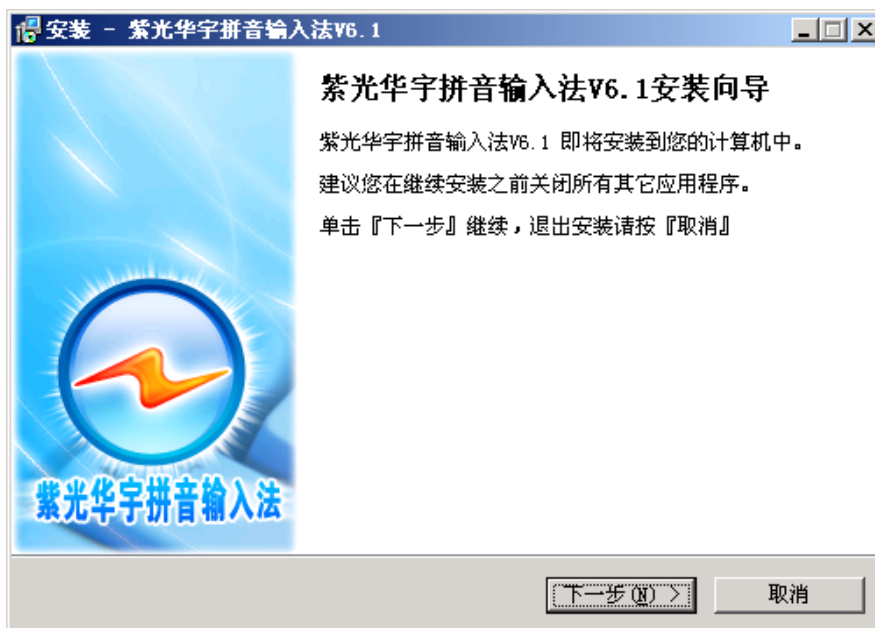 安装 - 紫光华宇拼音输入法V6.1
紫光华宇拼音输入法V6.1安装向导
紫光华宇拼音输入法V6.1 即将安装到您的计算机中。
建议您在继续安装之前关闭所有其它应用程序。
单击『下一步』继续，退出安装请按『取消』
紫光华宇拼音输入法
下一步(N) >
取消